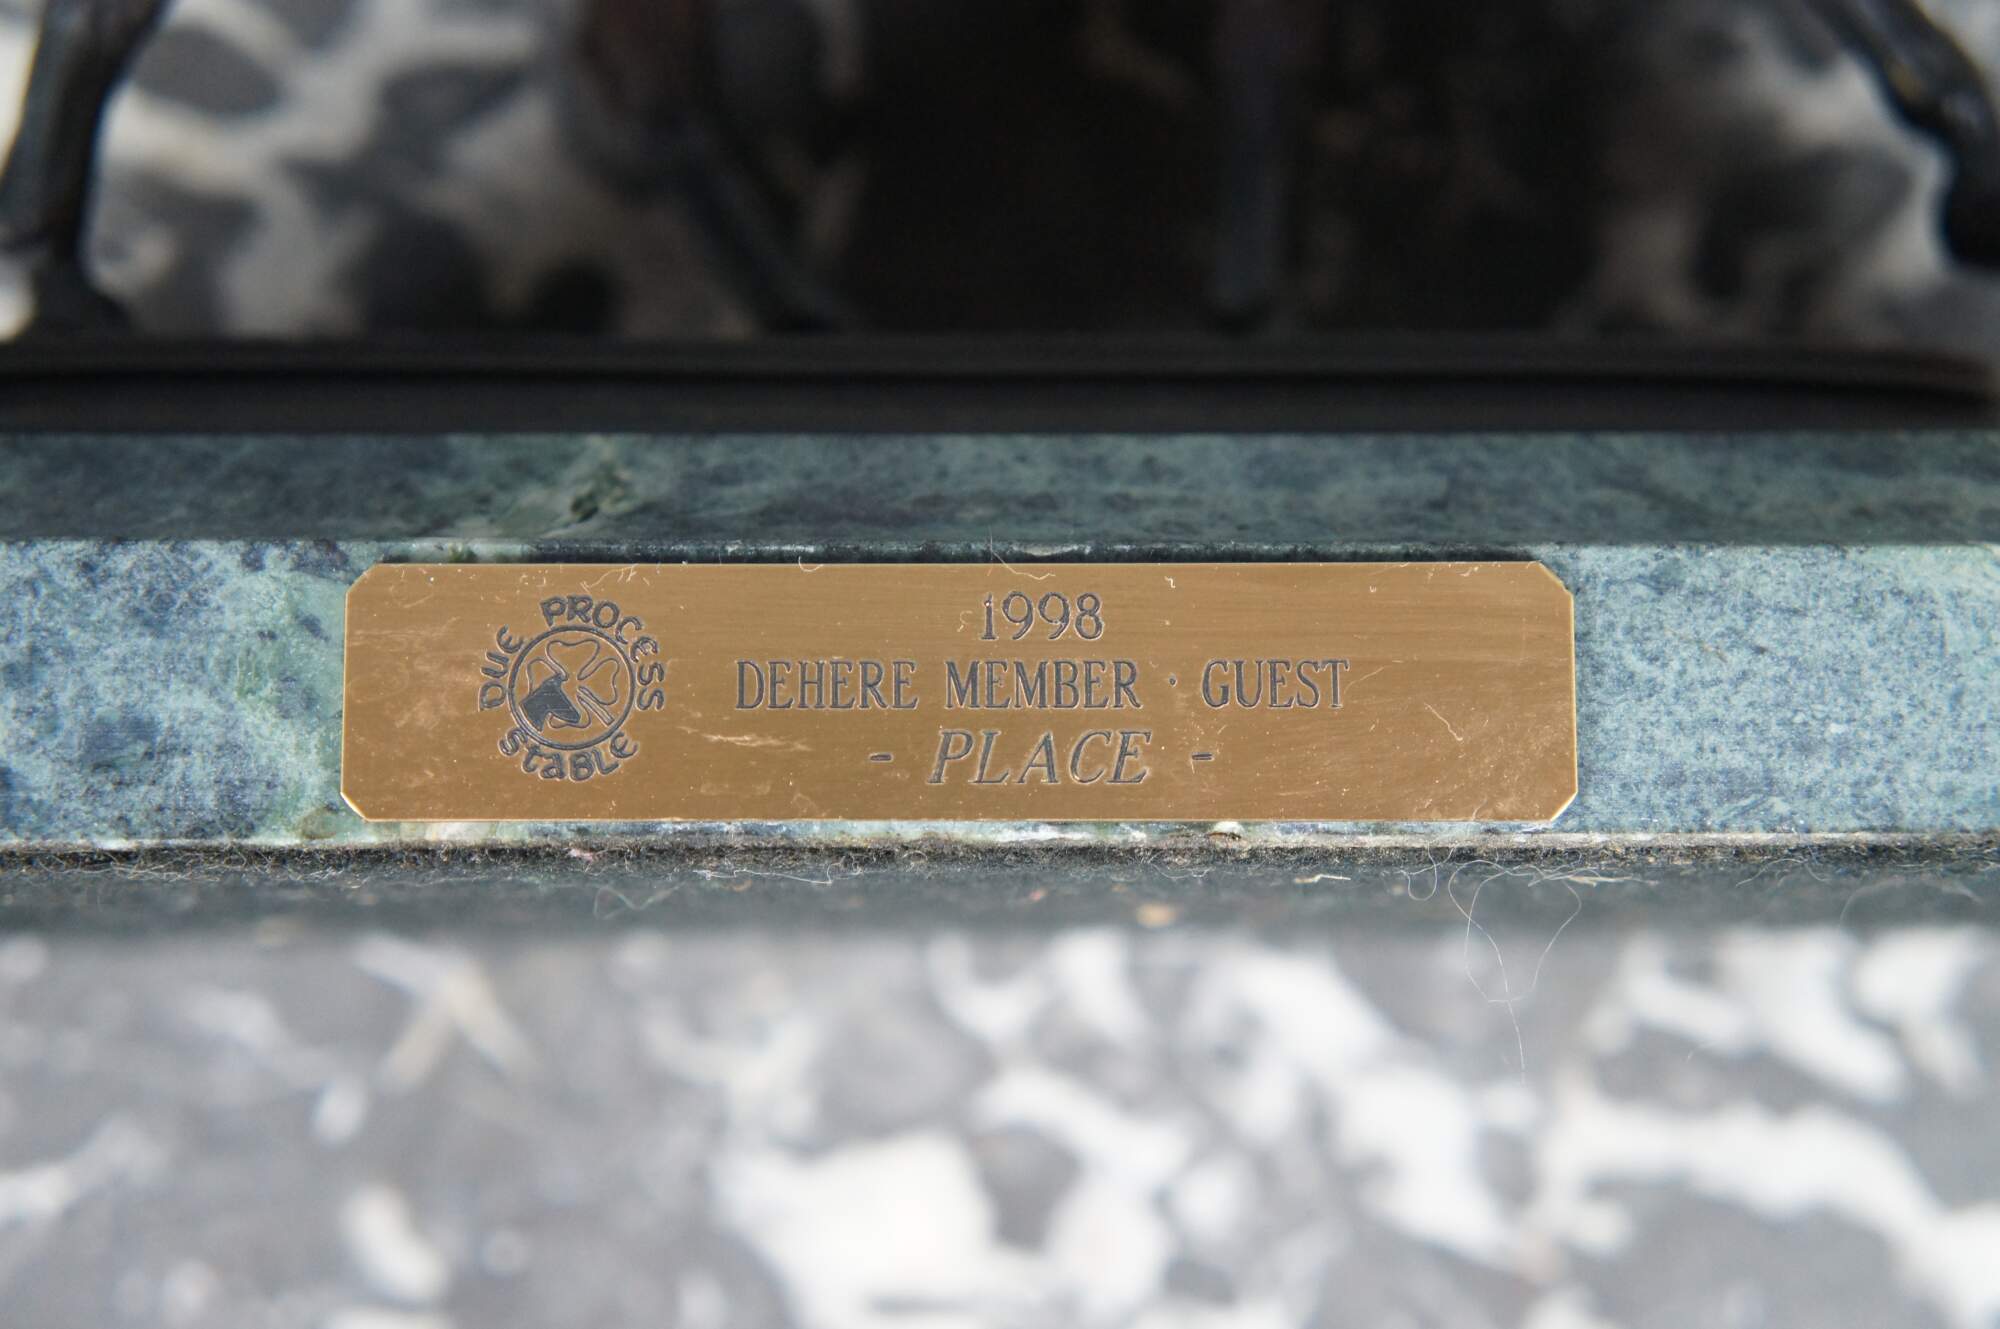 DUE PROCESS
STABLE
1998
DEHERE MEMBER · GUEST
- PLACE -